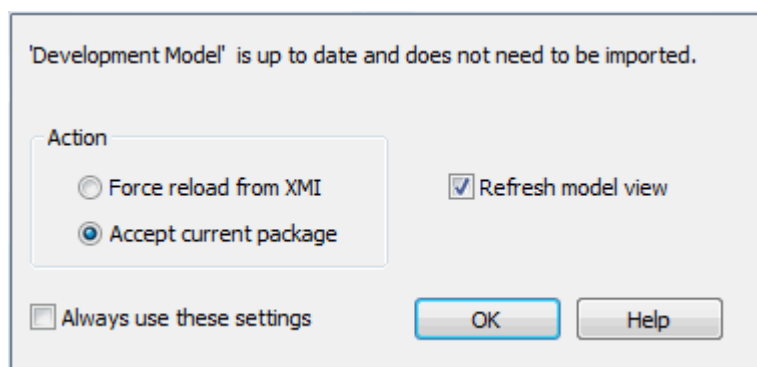 'Development Model'  is up to date and does not need to be imported.
Action
Force reload from XMI
Refresh model view
Accept current package
Always use these settings
OK
Help